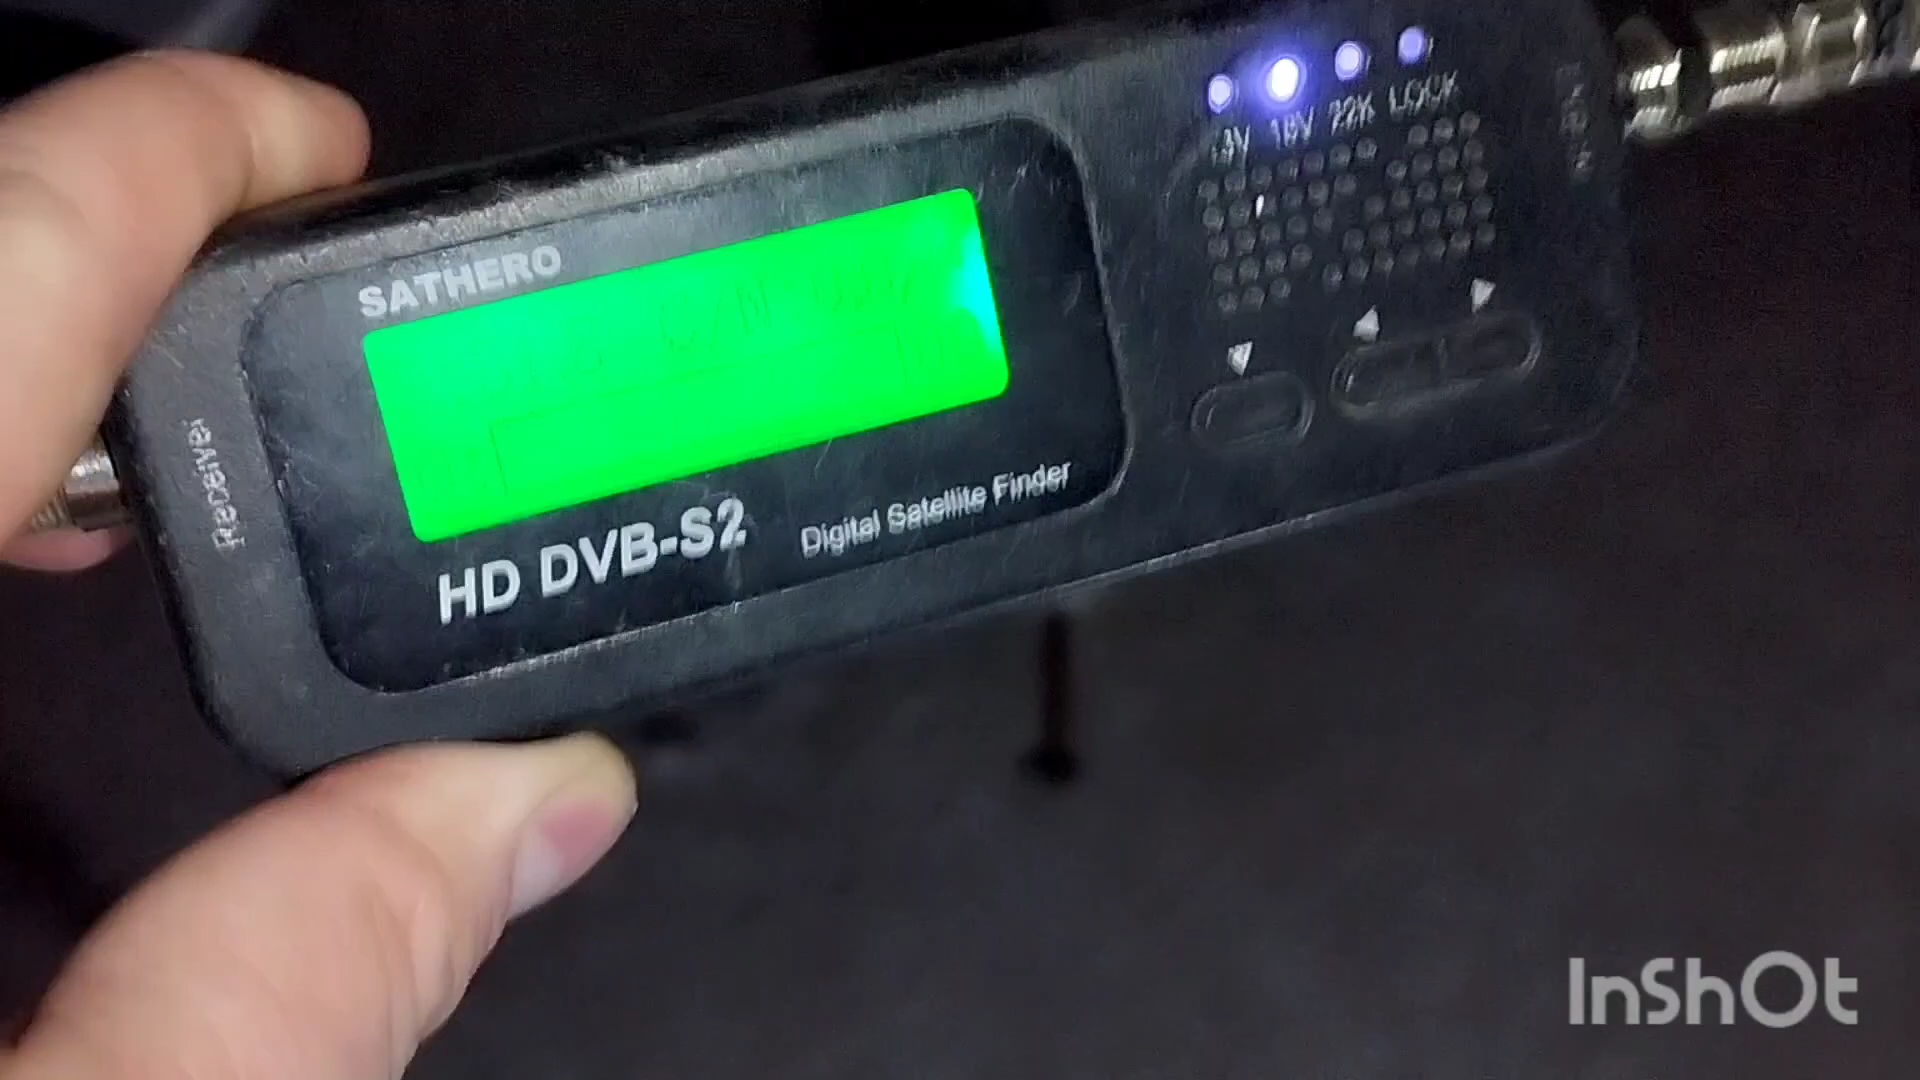 13V 18V 22K LOCK
SATHERO
C/N
Receiver
HD DVB-S2
Digital Satellite Finder
InShOt